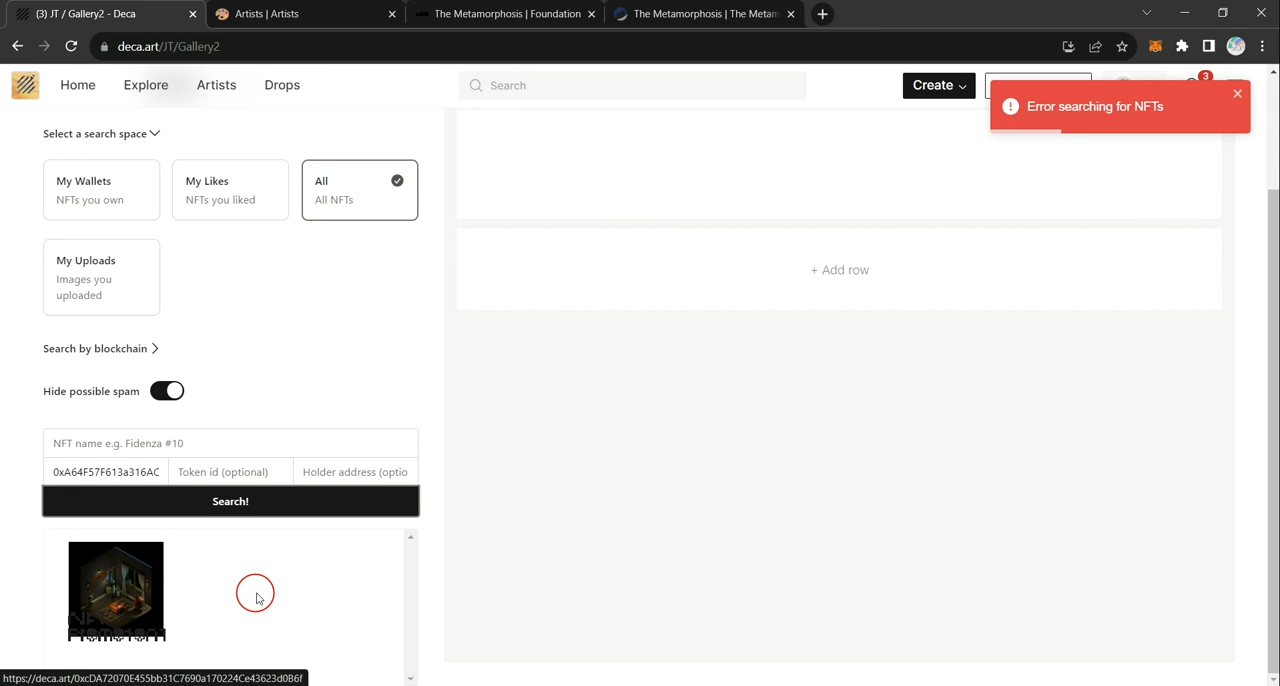 (3) JT / Gallery2 - Deca
Artists | Artists
The Metamorphosis | Foundation
The Metamorphosis | The Metam
deca.art/JT/Gallery2
Home
Explore
Artists
Drops
Search
Create
3
Error searching for NFTs
Select a search space
My Wallets
NFTs you own
My Likes
NFTs you liked
All
All NFTs
My Uploads
Images you
uploaded
+ Add row
Search by blockchain
Hide possible spam
NFT name e.g. Fidenza #10
0xA64F57F613a316AC
Token id (optional)
Holder address (optio
Search!
https://deca.art/0xcDA72070E455bb31C7690a170224Ce43623d0B6f